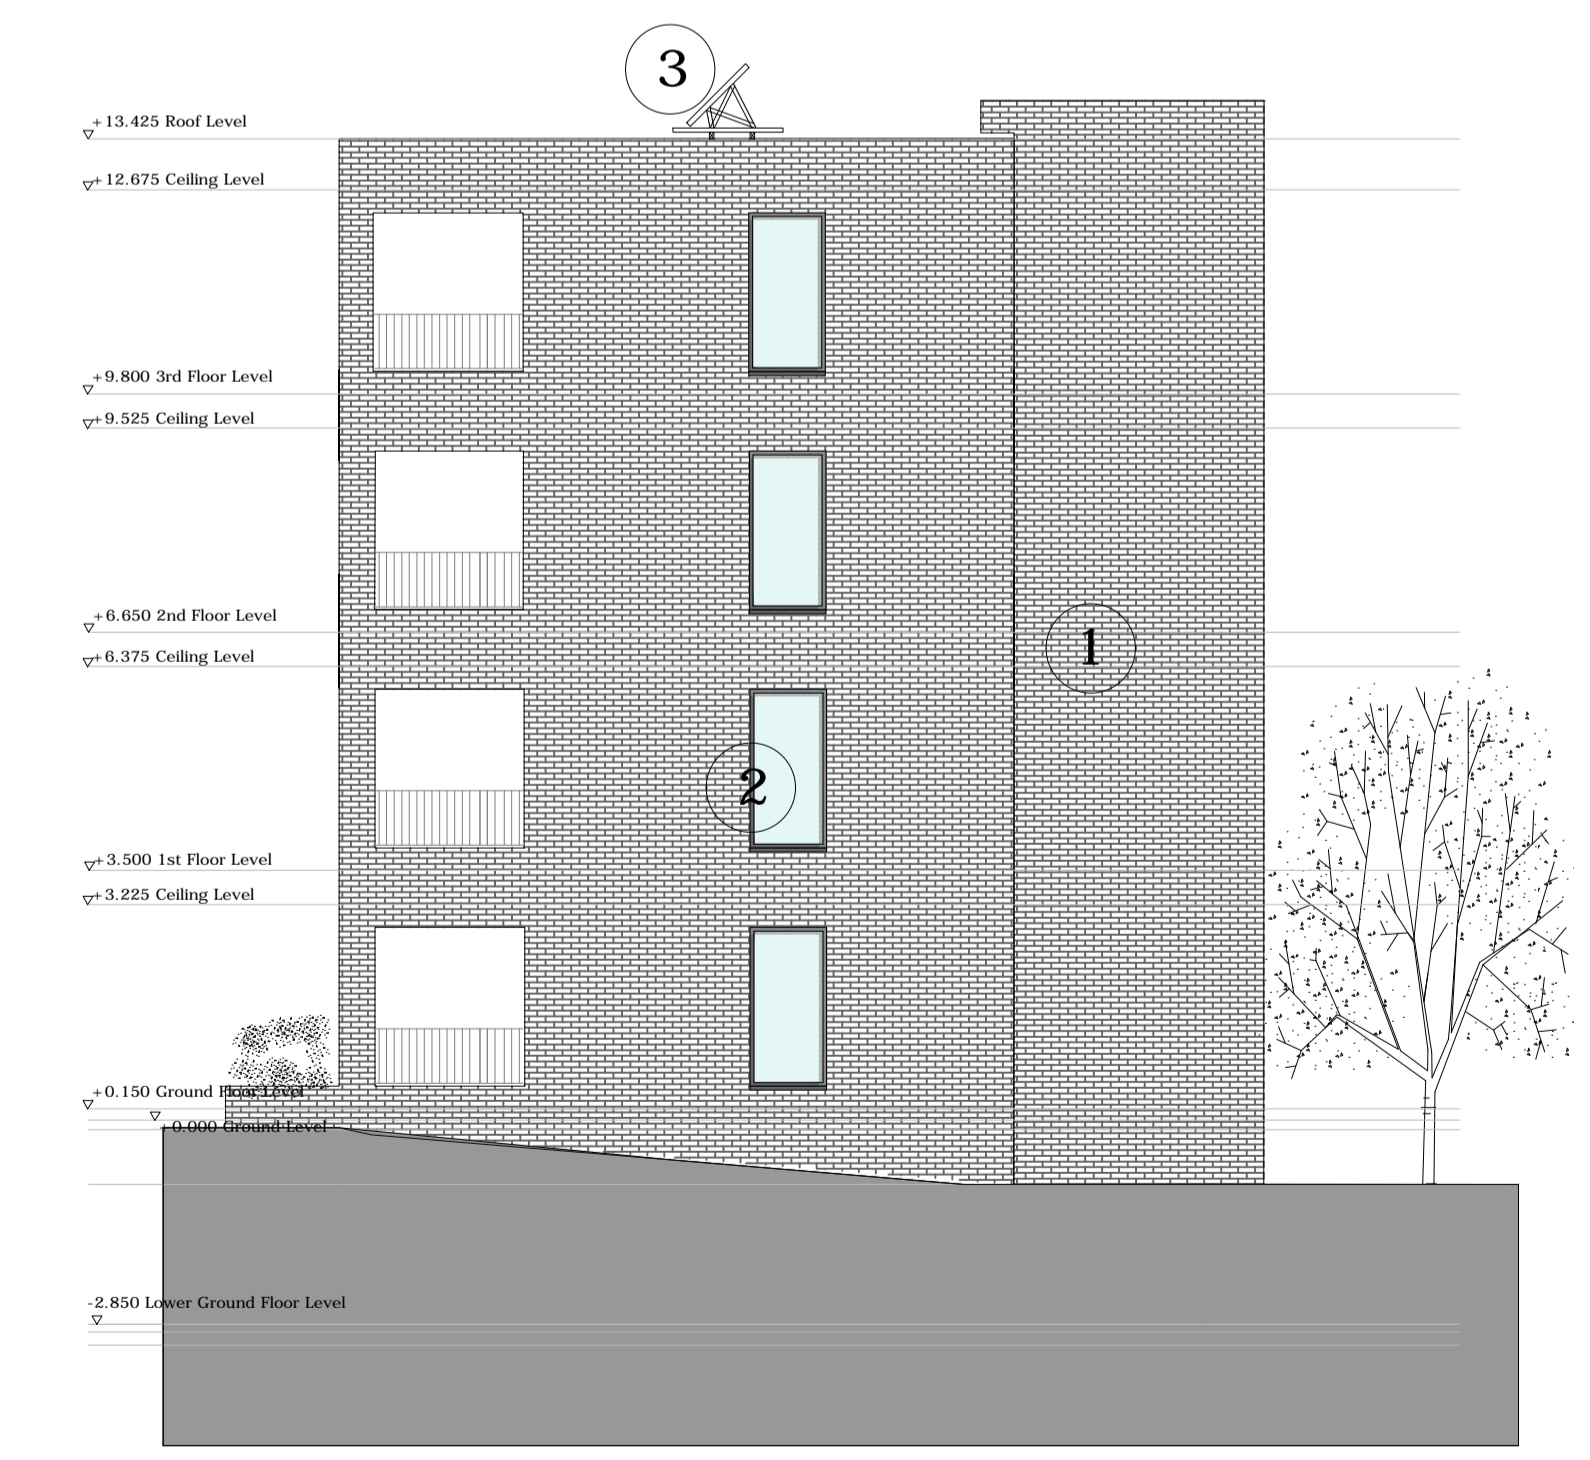 3
+13.425 Roof Level
+12.675 Ceiling Level
+9.800 3rd Floor Level
+9.525 Ceiling Level
+6.650 2nd Floor Level
1
+6.375 Ceiling Level
2
+3.500 1st Floor Level
+3.225 Ceiling Level
+0.150 Ground Floor Level
0.000 Ground Level
-2.850 Lower Ground Floor Level